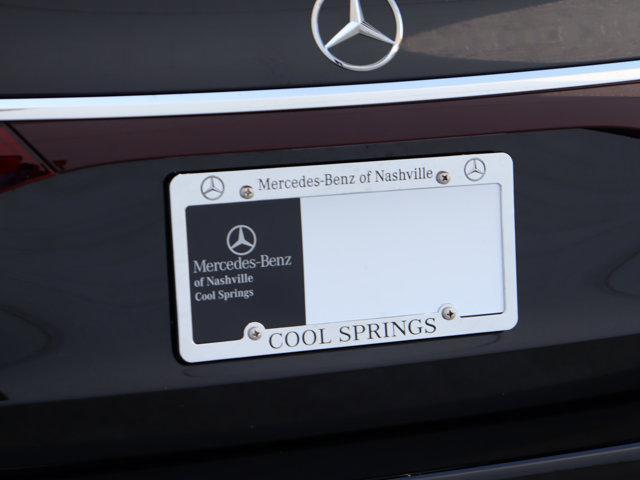 Mercedes-Benz of Nashville
Mercedes-Benz
of Nashville
Cool Springs
COOL SPRINGS